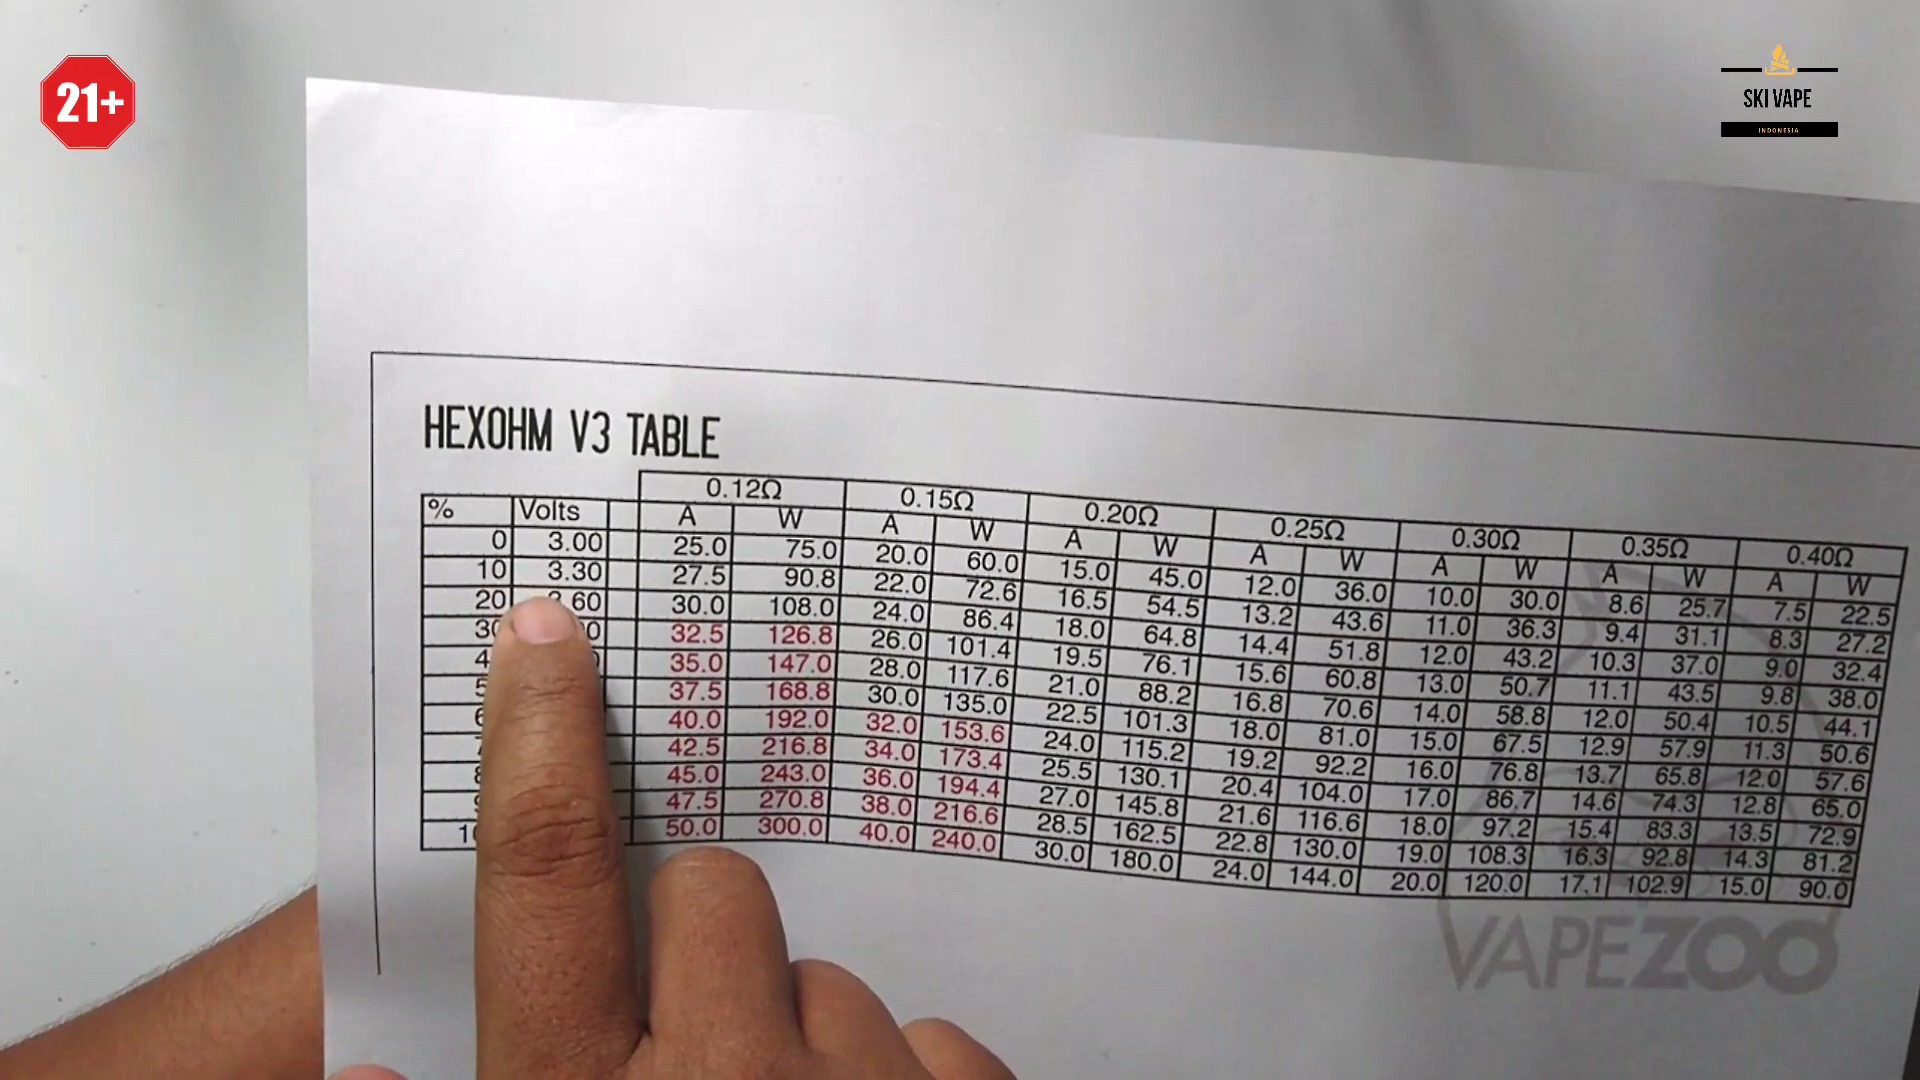 21+
SKI VAPE
INDONESIA
HEXOHM V3 TABLE
0.12Ω 0.15Ω 0.20Ω 0.25Ω 0.30Ω 0.35Ω 0.40Ω
% Volts A W A W A W A W A W A W A W
0 3.00 25.0 75.0 20.0 60.0 15.0 45.0 12.0 36.0 10.0 30.0 8.6 25.7 7.5 22.5
10 3.30 27.5 90.8 22.0 72.6 16.5 54.5 13.2 43.6 11.0 36.3 9.4 31.1 8.3 27.2
20 30.0 108.0 24.0 86.4 18.0 64.8 14.4 51.8 12.0 43.2 10.3 37.0 9.0 32.4
32.5 126.8 26.0 101.4 19.5 76.1 15.6 60.8 13.0 50.7 11.1 43.5 9.8 38.0
35.0 147.0 28.0 117.6 21.0 88.2 16.8 70.6 14.0 58.8 12.0 50.4 10.5 44.1
37.5 168.8 30.0 135.0 22.5 101.3 18.0 81.0 15.0 67.5 12.9 57.9 11.3 50.6
40.0 192.0 32.0 153.6 24.0 115.2 19.2 92.2 16.0 76.8 13.7 65.8 12.0 57.6
42.5 216.8 34.0 173.4 25.5 130.1 20.4 104.0 17.0 86.7 14.6 74.3 12.8 65.0
45.0 243.0 36.0 194.4 27.0 145.8 21.6 116.6 18.0 97.2 15.4 83.3 13.5 72.9
47.5 270.8 38.0 216.6 28.5 162.5 22.8 130.0 19.0 108.3 16.3 92.8 14.3 81.2
50.0 300.0 40.0 240.0 30.0 180.0 24.0 144.0 20.0 120.0 17.1 102.9 15.0 90.0
VAPEZOO